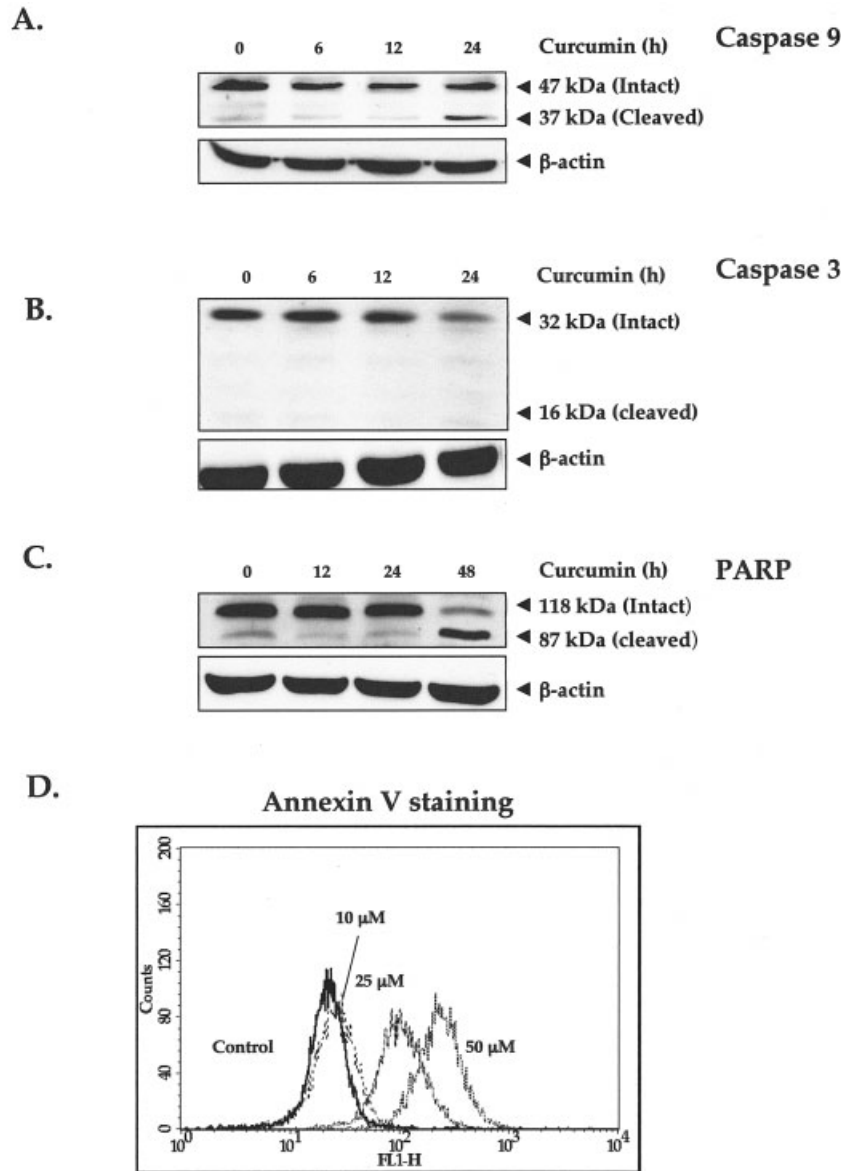 A.
0 6 12 24 Curcumin (h) Caspase 9
◄ 47 kDa (Intact)
◄ 37 kDa (Cleaved)
◄ β-actin
B.
0 6 12 24 Curcumin (h) Caspase 3
◄ 32 kDa (Intact)
◄ 16 kDa (cleaved)
◄ β-actin
C.
0 12 24 48 Curcumin (h) PARP
◄ 118 kDa (Intact)
◄ 87 kDa (cleaved)
◄ β-actin
D.
Annexin V staining
200
160
120
80
40
0
Counts
10 μM
25 μM
Control
50 μM
10⁰ 10¹ 10² 10³ 10⁴
FL1-H